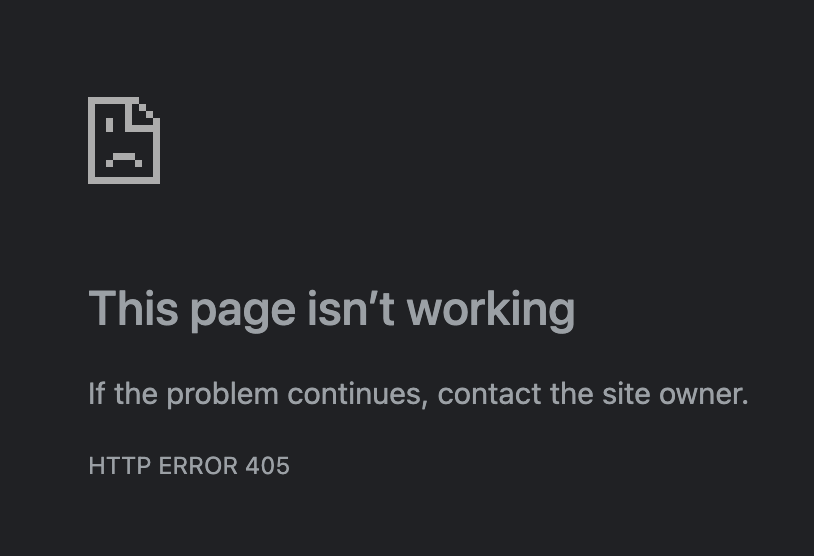 This page isn’t working
If the problem continues, contact the site owner.
HTTP ERROR 405